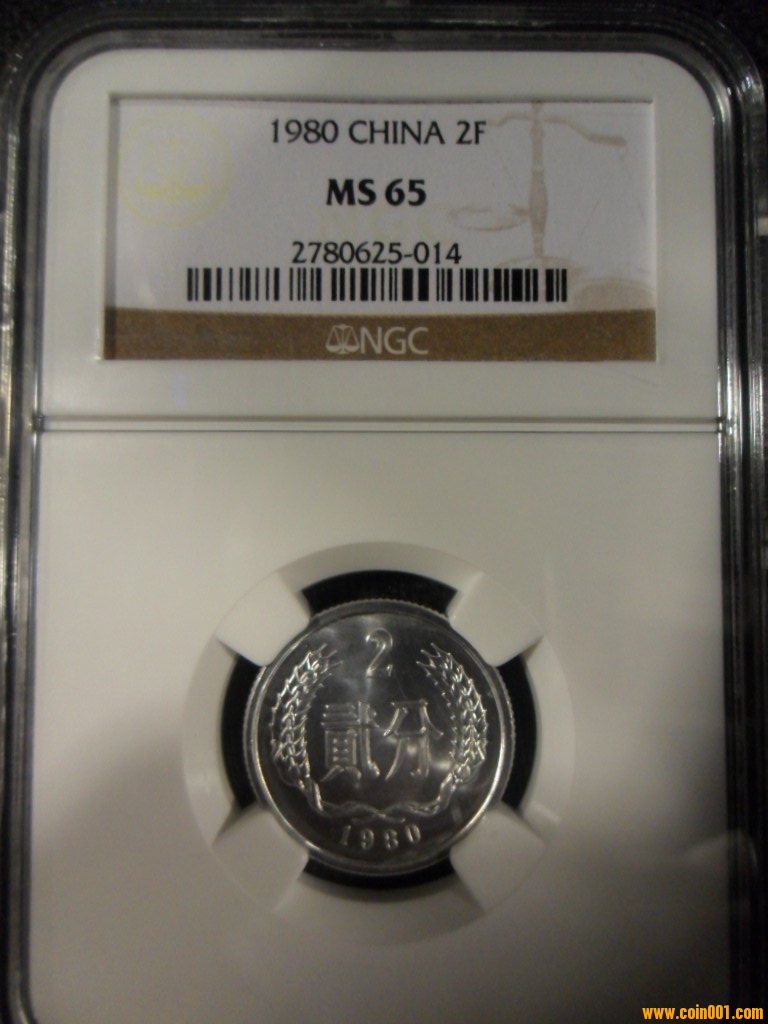 1980 CHINA 2F
MS 65
2780625-014
NGC
2
貳分
1980
www.coin001.com